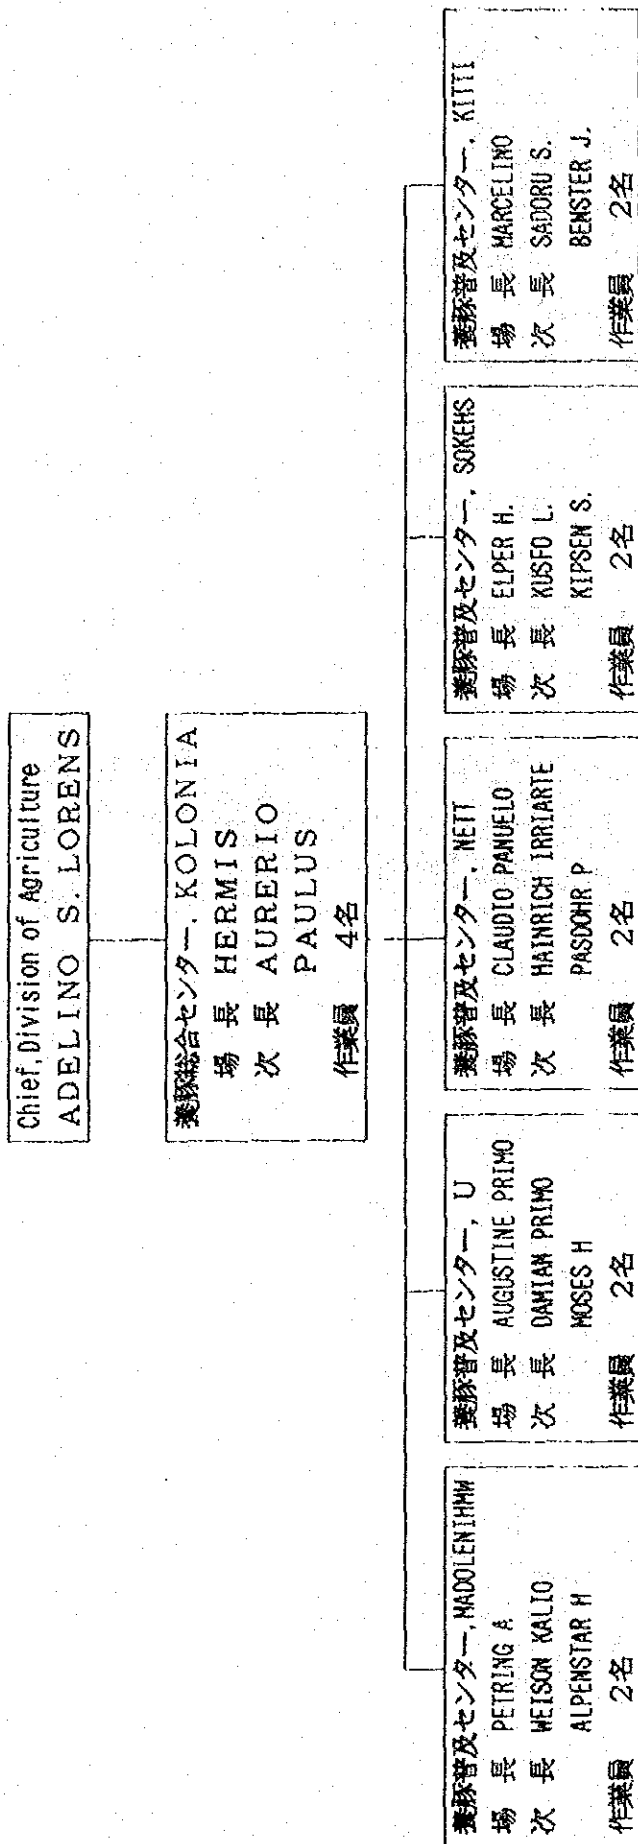 Chief, Division of Agriculture
ADELINO S. LORENS
養豚総合センター, KOLONIA
場 長 HERMIS
次 長 AURERIO
PAULUS
作業員 4名
養豚普及センター, MADOLENIHMW
場 長 PETRING A
次 長 WEISON KALIO
ALPENSTAR H
作業員 2名
養豚普及センター, U
場 長 AUGUSTINE PRIMO
次 長 DAMIAN PRIMO
MOSES H
作業員 2名
養豚普及センター, NETT
場 長 CLAUDIO PANUELO
次 長 HAINRICH IRRIARTE
PASDOHR P
作業員 2名
養豚普及センター, SOKEHS
場 長 ELPER H.
次 長 KUSFO L.
KIPSEN S.
作業員 2名
養豚普及センター, KITTI
場 長 MARCELINO
次 長 SADORU S.
BENSTER J.
作業員 2名